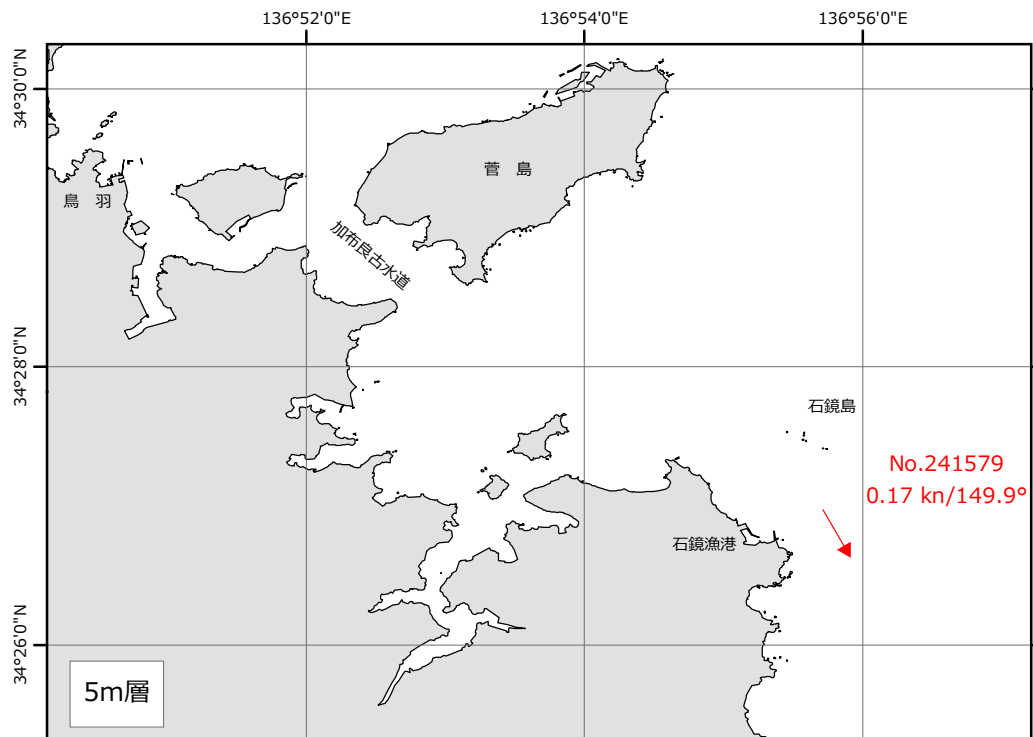 136°52'0"E
136°54'0"E
136°56'0"E
34°30'0"N
菅 島
鳥 羽
加布良古水道
34°28'0"N
石鏡島
No.241579
0.17 kn/149.9°
石鏡漁港
34°26'0"N
5m層